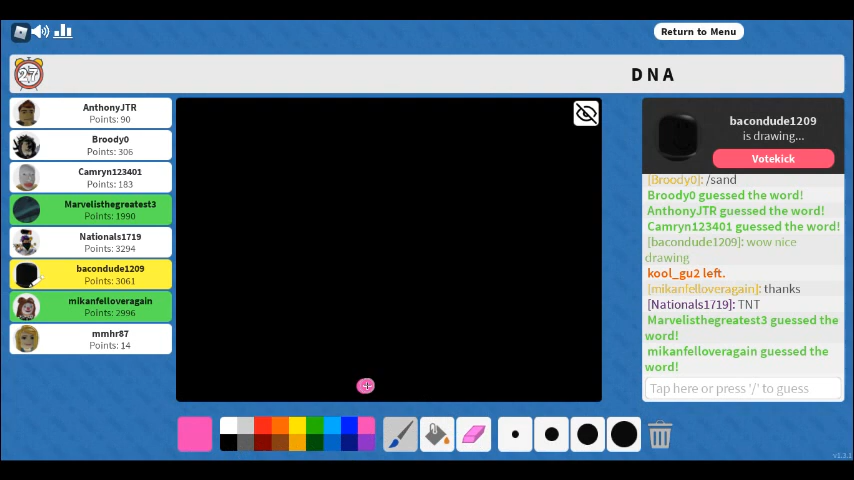 Return to Menu
27
DNA
AnthonyJTR
Points: 90
Broody0
Points: 306
Camryn123401
Points: 183
Marvelisthegreatest3
Points: 1990
Nationals1719
Points: 3294
bacondude1209
Points: 3061
mikanfelloveragain
Points: 2996
mmhr87
Points: 14
bacondude1209
is drawing...
Votekick
[Broody0]: /sand
Broody0 guessed the word!
AnthonyJTR guessed the word!
Camryn123401 guessed the word!
[bacondude1209]: wow nice
drawing
kool_gu2 left.
[mikanfelloveragain]: thanks
[Nationals1719]: TNT
Marvelisthegreatest3 guessed the
word!
mikanfelloveragain guessed the
word!
Tap here or press '/' to guess
v1.3.1